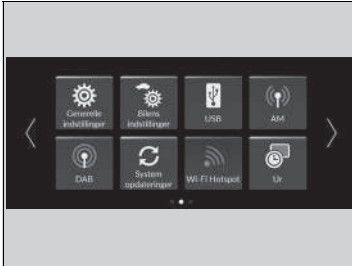 Generelle
indstillinger
Bilens
indstillinger
USB
AM
DAB
System
opdateringer
Wi-Fi Hotspot
Ur